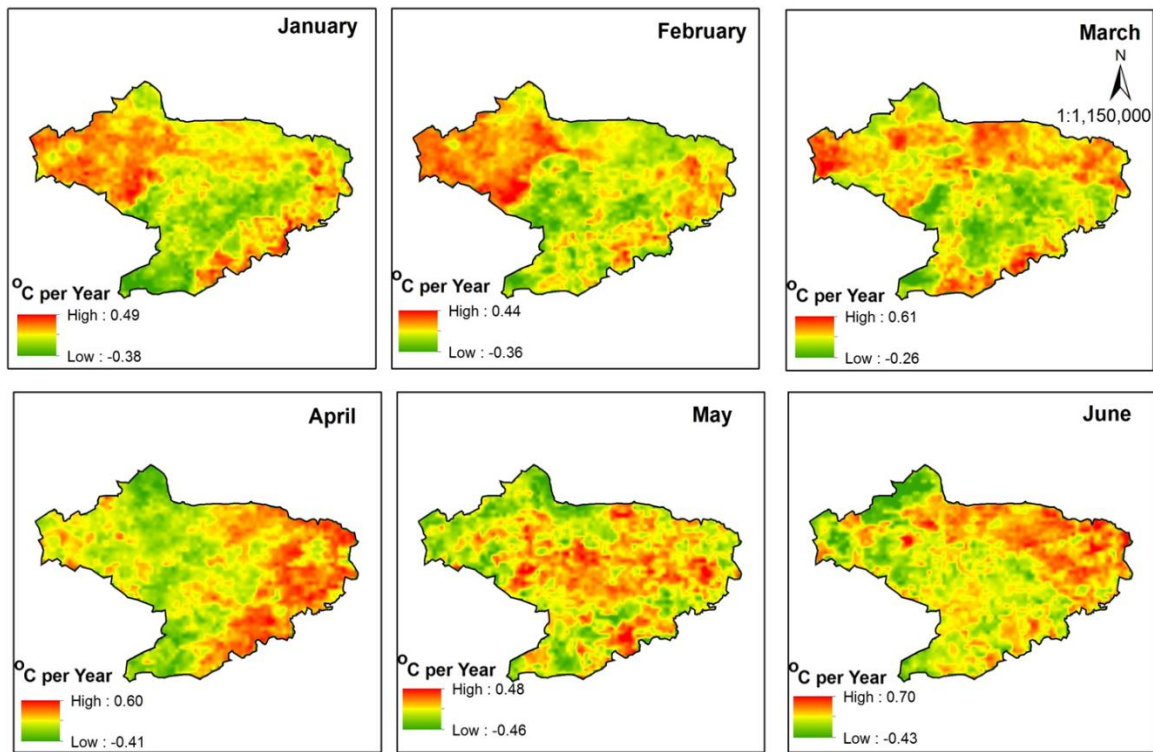 January
°C per Year
High : 0.49
Low : -0.38
February
°C per Year
High : 0.44
Low : -0.36
March
N
1:1,150,000
°C per Year
High : 0.61
Low : -0.26
April
°C per Year
High : 0.60
Low : -0.41
May
°C per Year
High : 0.48
Low : -0.46
June
°C per Year
High : 0.70
Low : -0.43